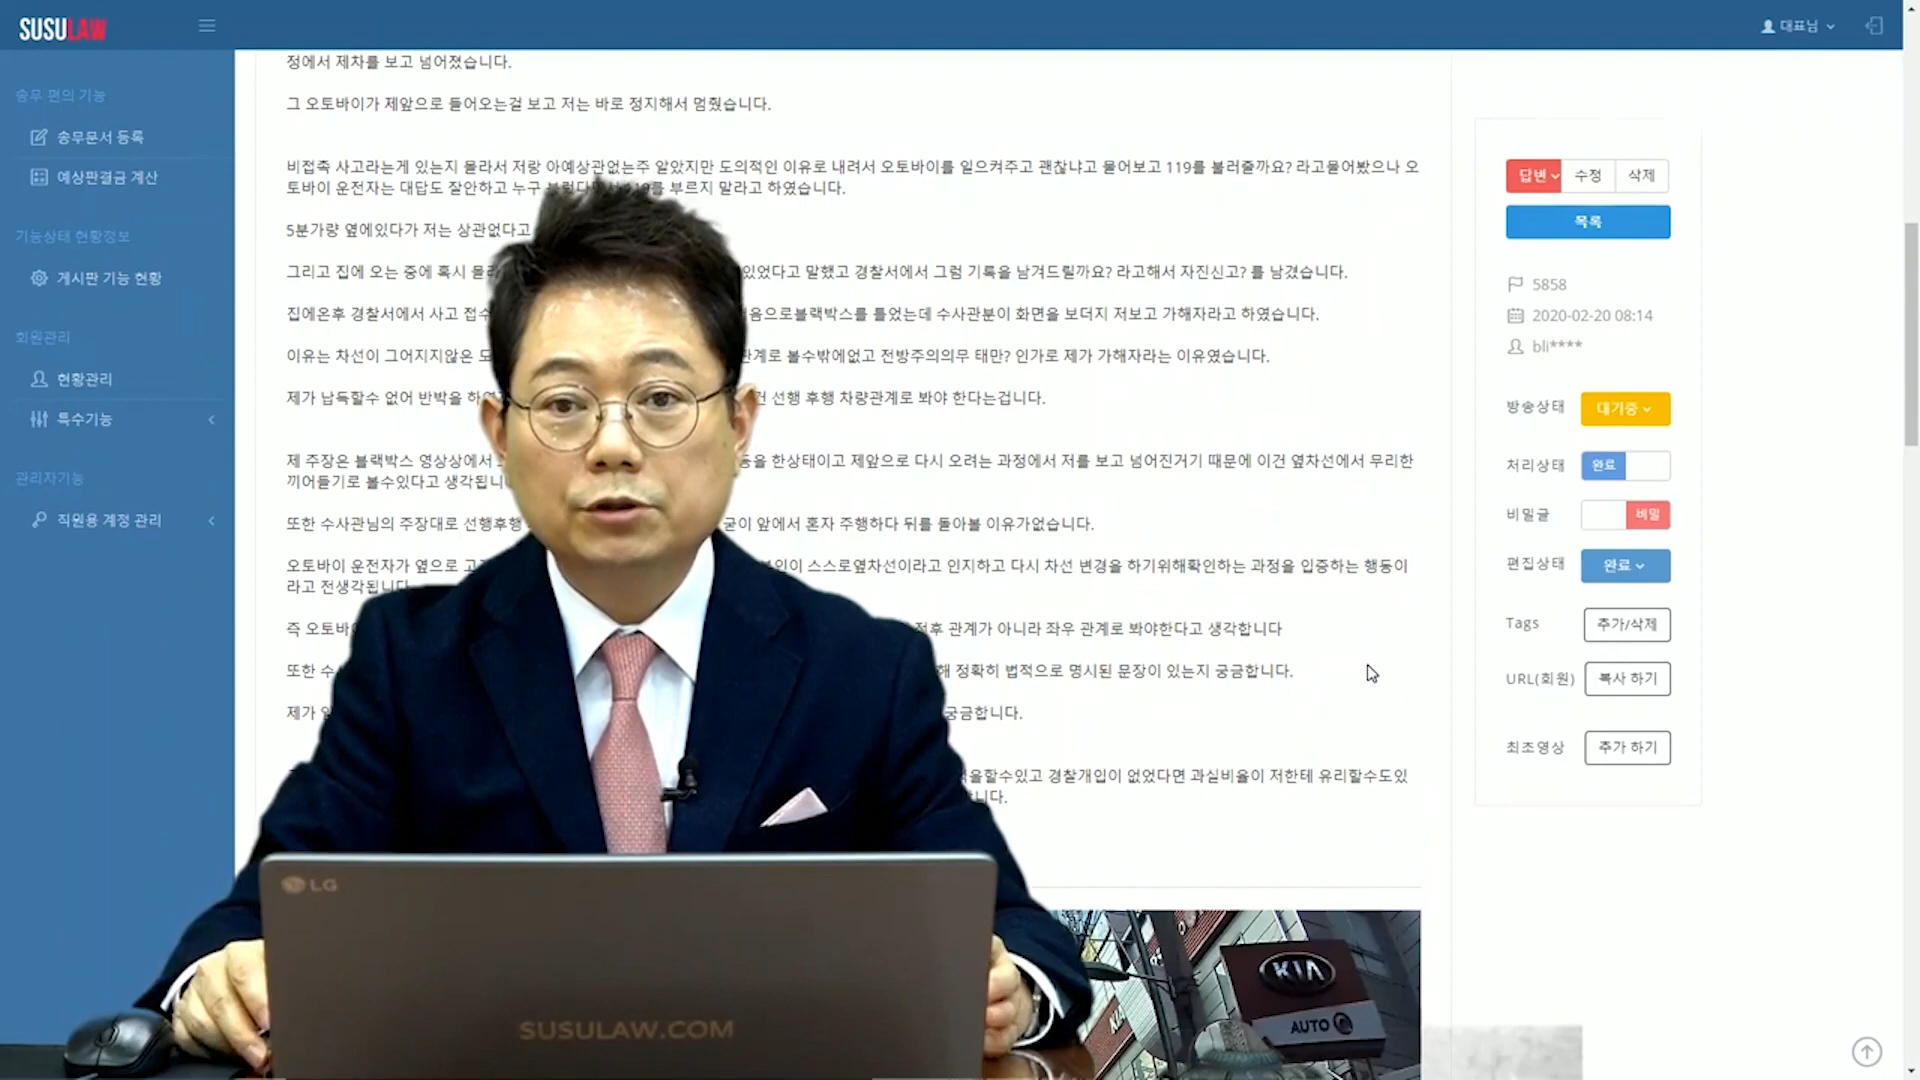 SUSULAW
대표님
송무 편의 기능
송무문서 등록
예상판결금 계산
기능상태 현황정보
게시판 기능 현황
회원관리
현황관리
특수기능
관리자기능
직원용 계정 관리
정에서 제차를 보고 넘어졌습니다.
그 오토바이가 제앞으로 들어오는걸 보고 저는 바로 정지해서 멈췄습니다.
비접촉 사고라는게 있는지 몰라서 저랑 아예상관없는주 알았지만 도의적인 이유로 내려서 오토바이를 일으켜주고 괜찮냐고 물어보고 119를 불러줄까요? 라고물어봤으나 오
토바이 운전자는 대답도 잘안하고 누구 부르지 말라고 하였습니다.
5분가량 옆에있다가 저는 상관없다고
그리고 집에 오는 중에 혹시 있었다고 말했고 경찰서에서 그럼 기록을 남겨드릴까요? 라고해서 자진신고? 를 남겼습니다.
집에온후 경찰서에서 사고 접수 틀었는데 수사관분이 화면을 보더지 저보고 가해자라고 하였습니다.
이유는 차선이 그어지지않은 볼수밖에없고 전방주의의무 태만? 인가로 제가 가해자라는 이유였습니다.
제가 납득할수 없어 반박을 선행 후행 차량관계로 봐야 한다는겁니다.
제 주장은 블랙박스 영상상에서 한상태이고 제앞으로 다시 오려는 과정에서 저를 보고 넘어진거기 때문에 이건 옆차선에서 무리한
끼어들기로 볼수있다고 생각됩니
또한 수사관님의 주장대로 선행후행 굳이 앞에서 혼자 주행하다 뒤를 돌아볼 이유가없습니다.
오토바이 운전자가 옆으로 스스로옆차선이라고 인지하고 다시 차선 변경을 하기위해확인하는 과정을 입증하는 행동이
라고 전생각됩니다.
즉 오토바이 전후 관계가 아니라 좌우 관계로 봐야한다고 생각합니다
또한 정확히 법적으로 명시된 문장이 있는지 궁금합니다.
제가 궁금합니다.
경찰개입이 없었다면 과실비율이 저한테 유리할수도있
니다.
답변
수정
삭제
목록
5858
2020-02-20 08:14
bli****
방송상태
대기중
처리상태
완료
비밀글
비밀
편집상태
완료
Tags
추가/삭제
URL(회원)
복사 하기
최조영상
추가 하기
LG
SUSULAW.COM
KIA
KIA
AUTO